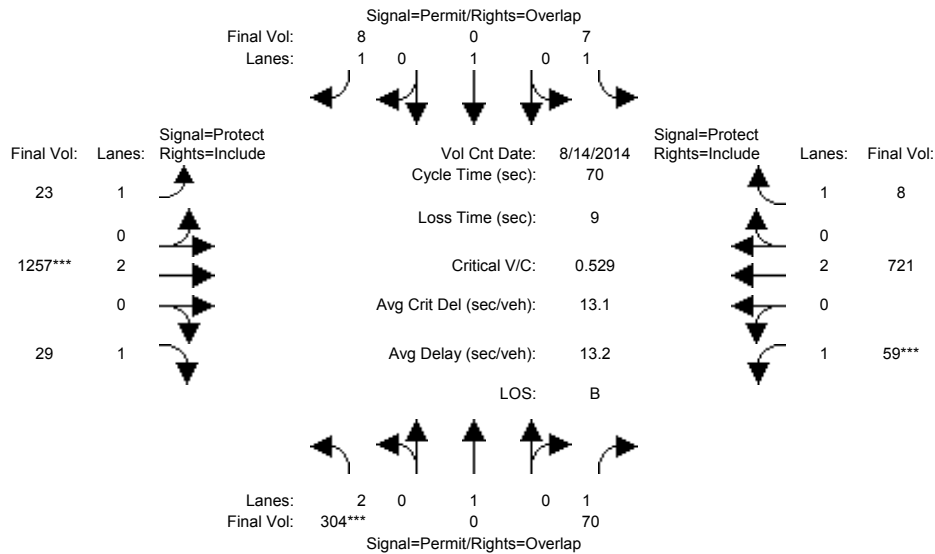 Signal=Permit/Rights=Overlap
Final Vol: 8 0 7
Lanes: 1 0 1 0 1
Signal=Protect
Final Vol: Lanes: Rights=Include
Vol Cnt Date: 8/14/2014
Signal=Protect
Rights=Include Lanes: Final Vol:
Cycle Time (sec): 70
23 1
1 8
Loss Time (sec): 9
0
0
1257*** 2
Critical V/C: 0.529
2 721
0
Avg Crit Del (sec/veh): 13.1
0
29 1
Avg Delay (sec/veh): 13.2
1 59***
LOS: B
Lanes: 2 0 1 0 1
Final Vol: 304*** 0 70
Signal=Permit/Rights=Overlap